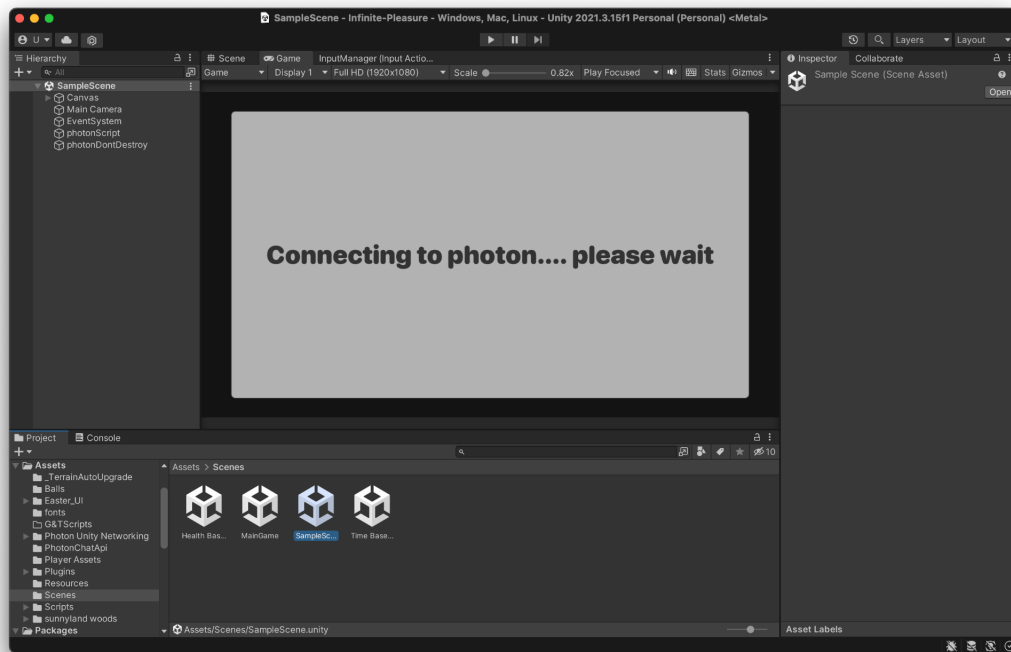 SampleScene - Infinite-Pleasure - Windows, Mac, Linux - Unity 2021.3.15f1 Personal (Personal) <Metal>
U
Layers
Layout
Hierarchy
Scene
Game
InputManager (Input Actio...
Inspector
Collaborate
All
Game
Display 1
Full HD (1920x1080)
Scale
0.82x
Play Focused
Stats
Gizmos
Sample Scene (Scene Asset)
Open
SampleScene
Canvas
Main Camera
EventSystem
photonScript
photonDontDestroy
Connecting to photon.... please wait
Project
Console
10
Assets
_TerrainAutoUpgrade
Balls
Easter_UI
fonts
G&TScripts
Photon Unity Networking
PhotonChatApi
Player Assets
Plugins
Resources
Scenes
Scripts
sunnyland woods
Packages
Assets > Scenes
Health Bas...
MainGame
SampleSc...
Time Base...
Assets/Scenes/SampleScene.unity
Asset Labels